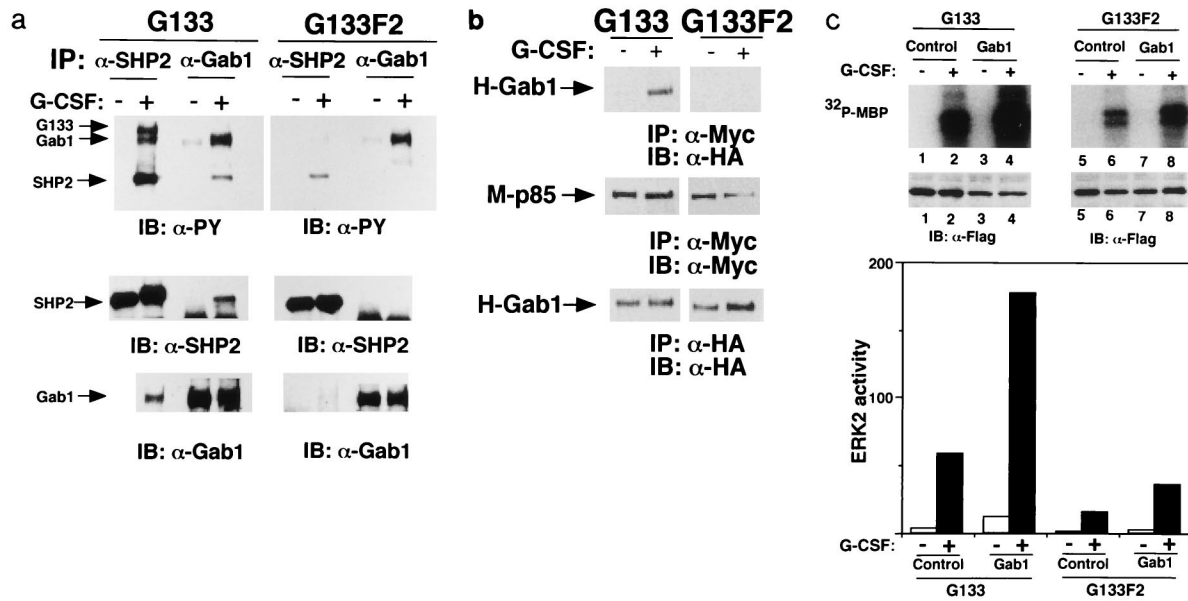 a
G133 G133F2
IP: α-SHP2 α-Gab1 α-SHP2 α-Gab1
G-CSF: - + - + - + - +
G133
Gab1
SHP2
IB: α-PY IB: α-PY
SHP2
IB: α-SHP2 IB: α-SHP2
Gab1
IB: α-Gab1 IB: α-Gab1
b
G133 G133F2
G-CSF: - + - +
H-Gab1
IP: α-Myc
IB: α-HA
M-p85
IP: α-Myc
IB: α-Myc
H-Gab1
IP: α-HA
IB: α-HA
c
G133 G133F2
Control Gab1 Control Gab1
G-CSF: - + - + - + - +
32P-MBP
1 2 3 4 5 6 7 8
1 2 3 4 5 6 7 8
IB: α-Flag IB: α-Flag
200
100
0
ERK2 activity
G-CSF: - + - + - + - +
Control Gab1 Control Gab1
G133 G133F2